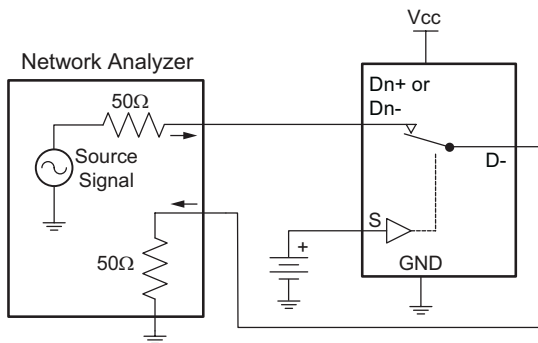 Vcc
Network Analyzer
Dn+ or
Dn-
50Ω
Source
Signal
D-
S
+
50Ω
GND